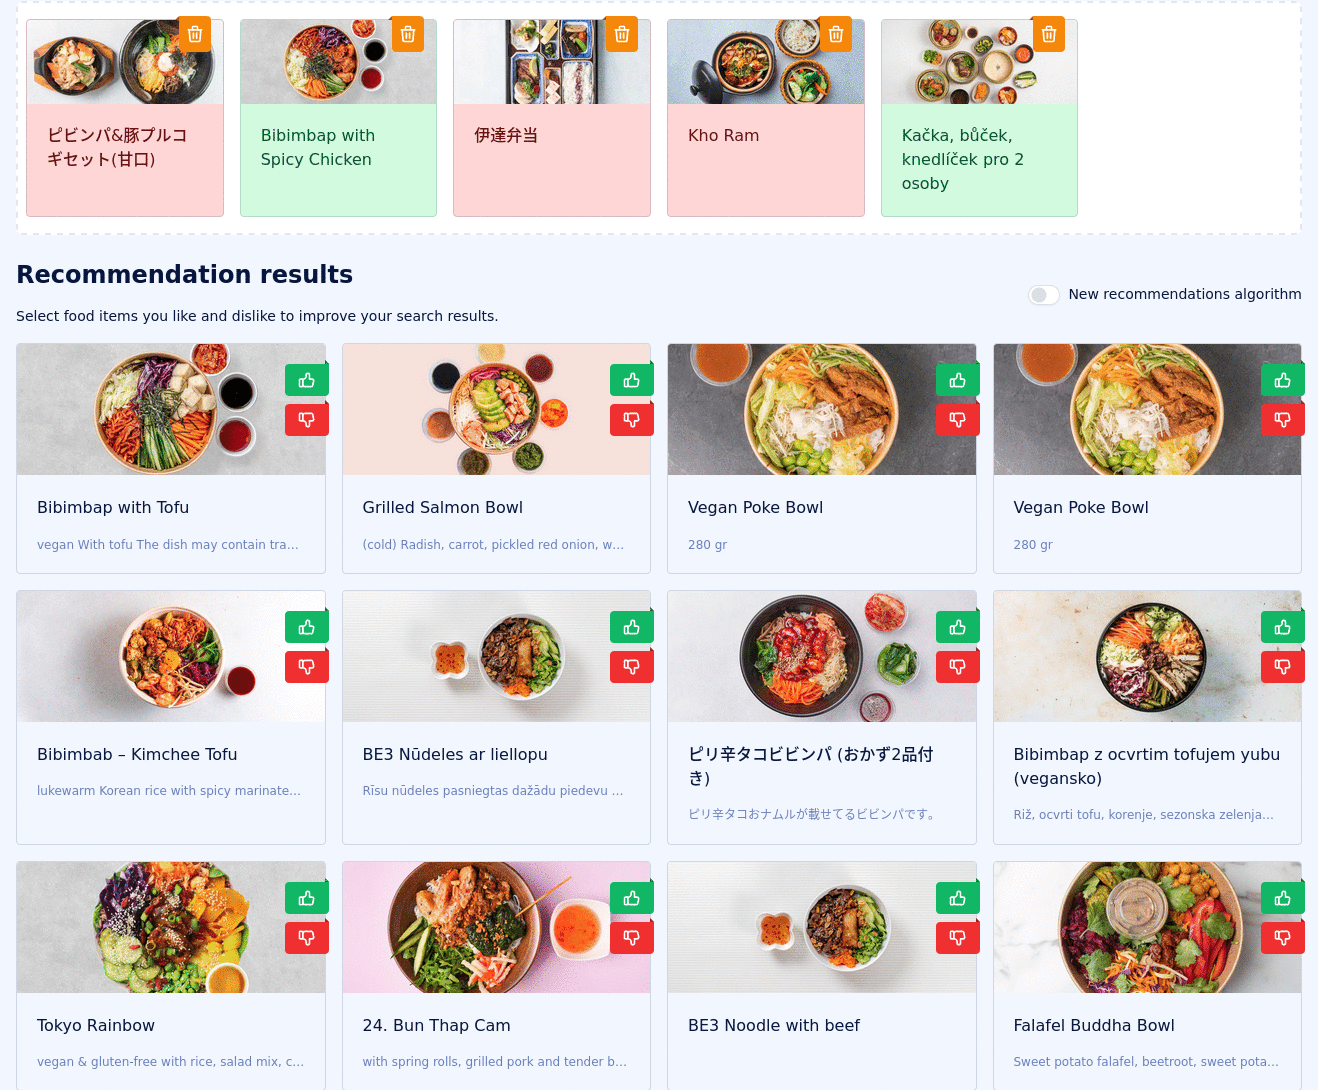 ピビンパ&豚プルコ
ギセット(甘口)
Bibimbap with
Spicy Chicken
伊達弁当
Kho Ram
Kačka, bůček,
knedlíček pro 2
osoby
Recommendation results
New recommendations algorithm
Select food items you like and dislike to improve your search results.
Bibimbap with Tofu
vegan With tofu The dish may contain tra...
Grilled Salmon Bowl
(cold) Radish, carrot, pickled red onion, w...
Vegan Poke Bowl
280 gr
Vegan Poke Bowl
280 gr
Bibimbab – Kimchee Tofu
lukewarm Korean rice with spicy marinate...
BE3 Nūdeles ar liellopu
Rīsu nūdeles pasniegtas dažādu piedevu ...
ピリ辛タコビビンパ (おかず2品付
き)
ピリ辛タコおナムルが載せてるビビンパです。
Bibimbap z ocvrtim tofujem yubu
(vegansko)
Riž, ocvrti tofu, korenje, sezonska zelenja...
Tokyo Rainbow
vegan & gluten-free with rice, salad mix, c...
24. Bun Thap Cam
with spring rolls, grilled pork and tender b...
BE3 Noodle with beef
Falafel Buddha Bowl
Sweet potato falafel, beetroot, sweet pota...